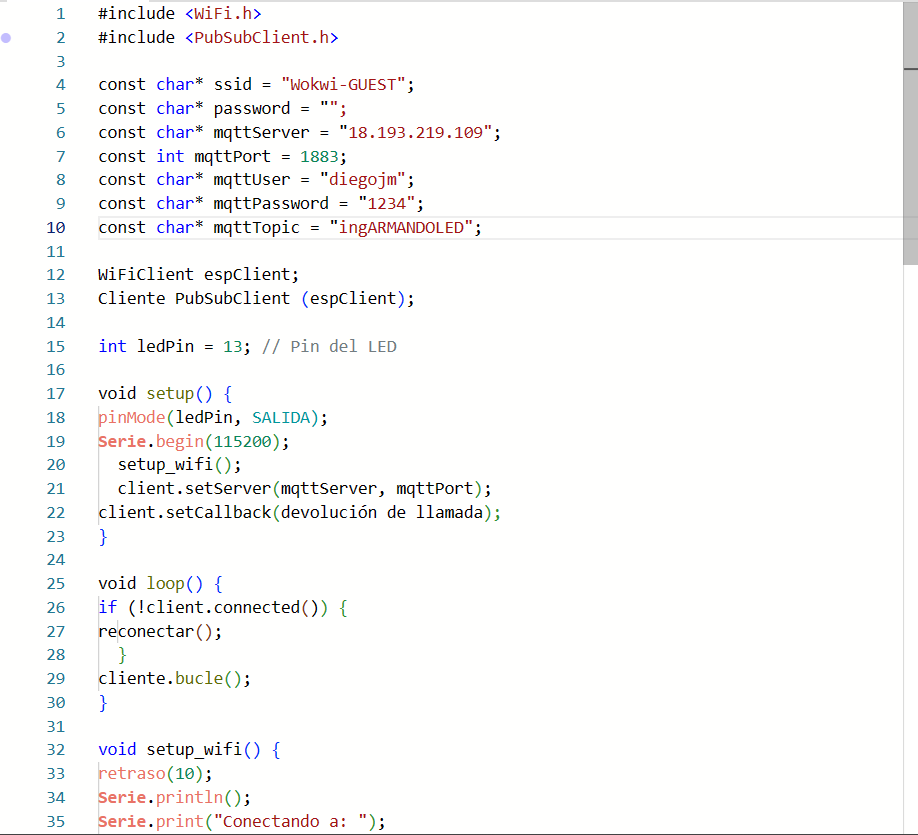 1 #include <WiFi.h>
2 #include <PubSubClient.h>
3
4 const char* ssid = "Wokwi-GUEST";
5 const char* password = "";
6 const char* mqttServer = "18.193.219.109";
7 const int mqttPort = 1883;
8 const char* mqttUser = "diegojm";
9 const char* mqttPassword = "1234";
10 const char* mqttTopic = "ingARMANDOLED";
11
12 WiFiClient espClient;
13 Cliente PubSubClient (espClient);
14
15 int ledPin = 13; // Pin del LED
16
17 void setup() {
18 pinMode(ledPin, SALIDA);
19 Serie.begin(115200);
20 setup_wifi();
21 client.setServer(mqttServer, mqttPort);
22 client.setCallback(devolución de llamada);
23 }
24
25 void loop() {
26 if (!client.connected()) {
27 reconectar();
28 }
29 cliente.bucle();
30 }
31
32 void setup_wifi() {
33 retraso(10);
34 Serie.println();
35 Serie.print("Conectando a: ");